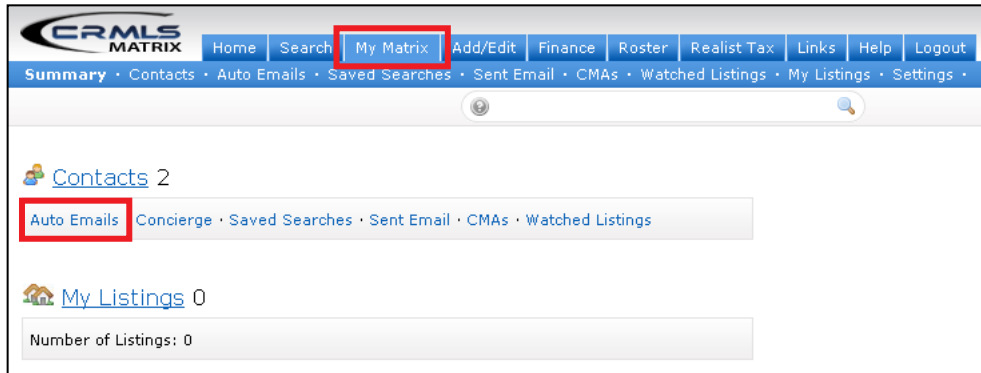 CRMLS
MATRIX
Home Search My Matrix Add/Edit Finance Roster Realist Tax Links Help Logout
Summary · Contacts · Auto Emails · Saved Searches · Sent Email · CMAs · Watched Listings · My Listings · Settings ·
Contacts 2
Auto Emails Concierge · Saved Searches · Sent Email · CMAs · Watched Listings
My Listings 0
Number of Listings: 0